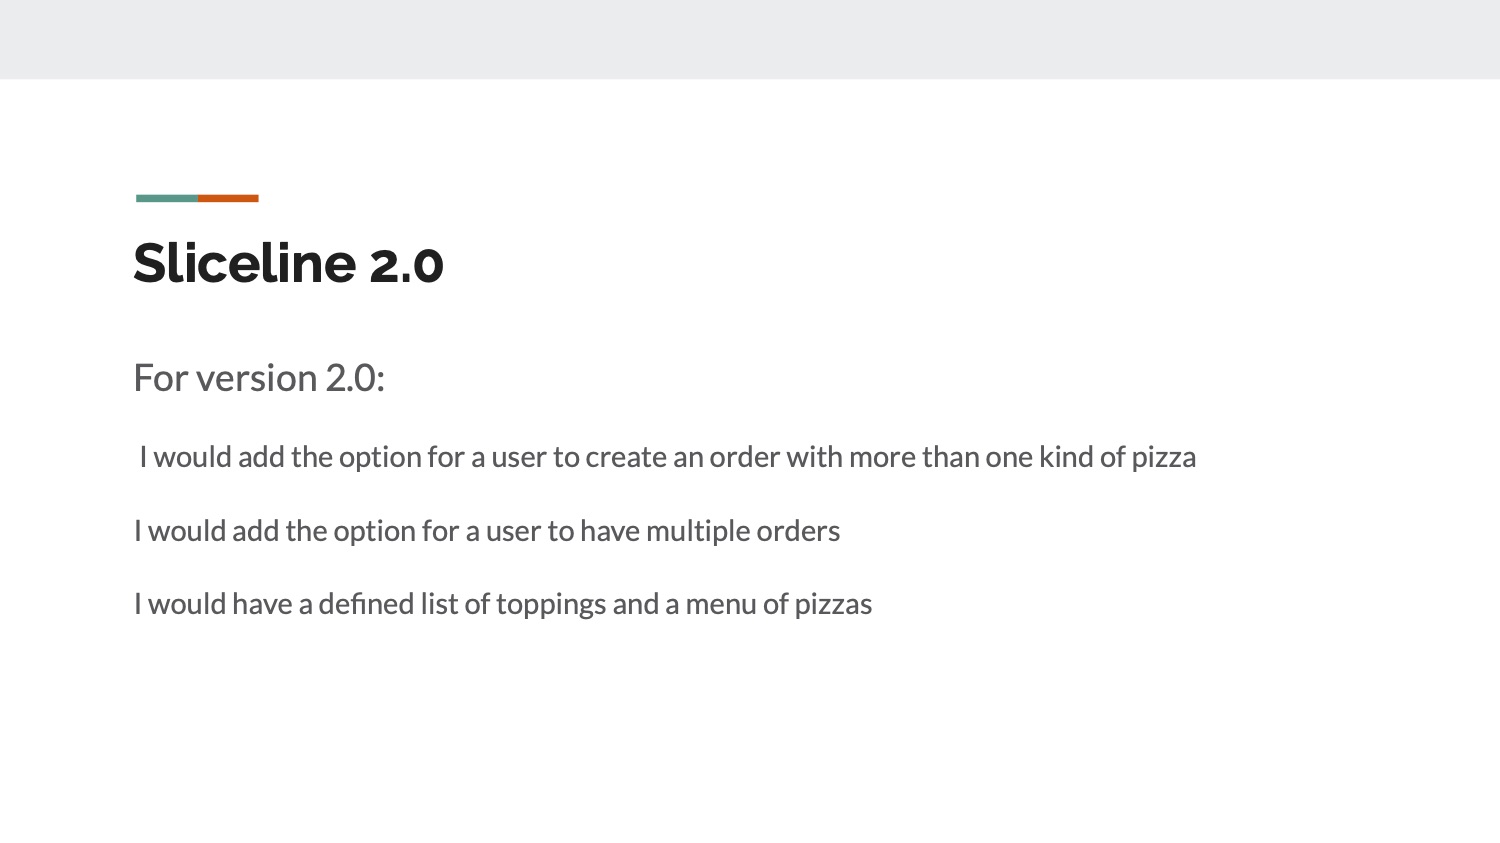 Sliceline 2.0
For version 2.0:
I would add the option for a user to create an order with more than one kind of pizza
I would add the option for a user to have multiple orders
I would have a defined list of toppings and a menu of pizzas